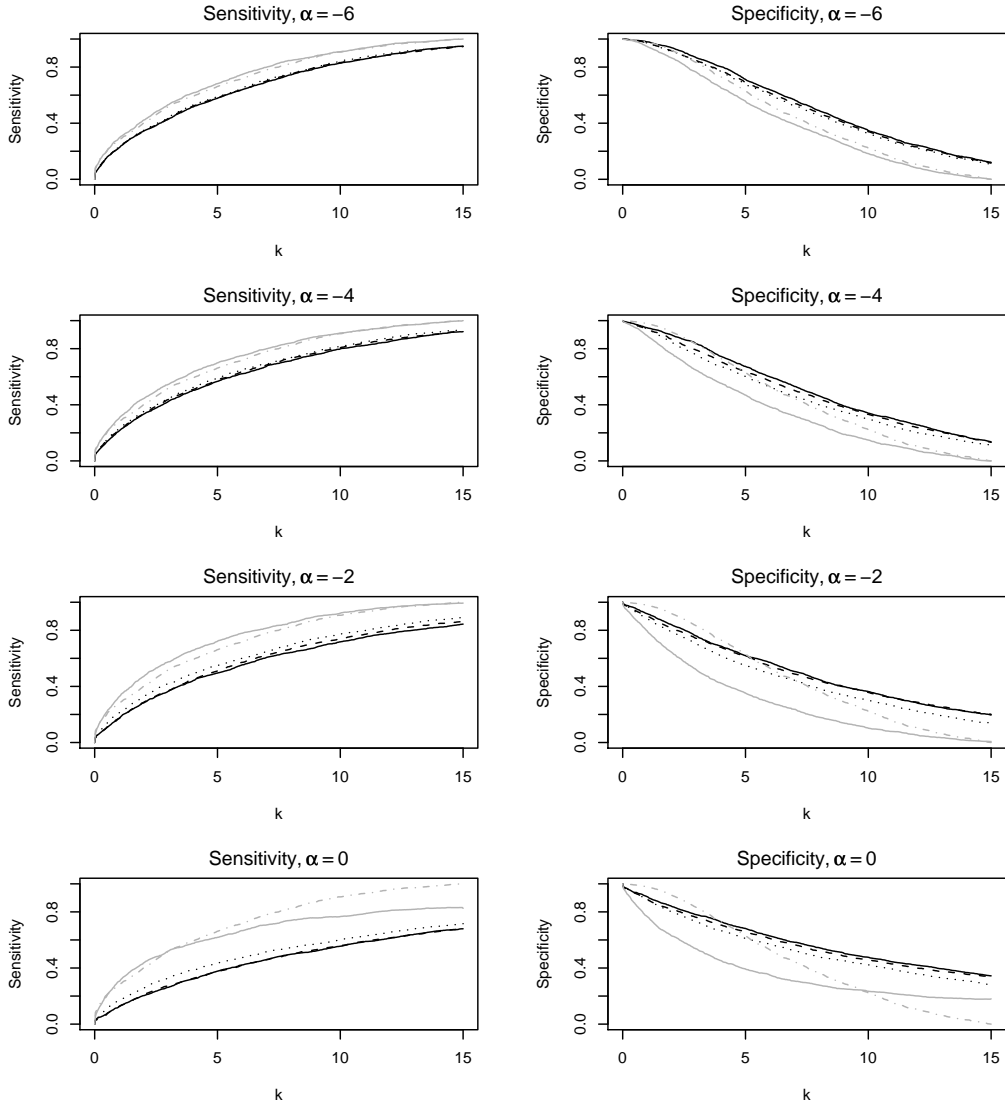 Sensitivity, α = −6
Sensitivity
0.0 0.4 0.8
0 5 10 15
k
Specificity, α = −6
Specificity
0.0 0.4 0.8
0 5 10 15
k
Sensitivity, α = −4
Sensitivity
0.0 0.4 0.8
0 5 10 15
k
Specificity, α = −4
Specificity
0.0 0.4 0.8
0 5 10 15
k
Sensitivity, α = −2
Sensitivity
0.0 0.4 0.8
0 5 10 15
k
Specificity, α = −2
Specificity
0.0 0.4 0.8
0 5 10 15
k
Sensitivity, α = 0
Sensitivity
0.0 0.4 0.8
0 5 10 15
k
Specificity, α = 0
Specificity
0.0 0.4 0.8
0 5 10 15
k